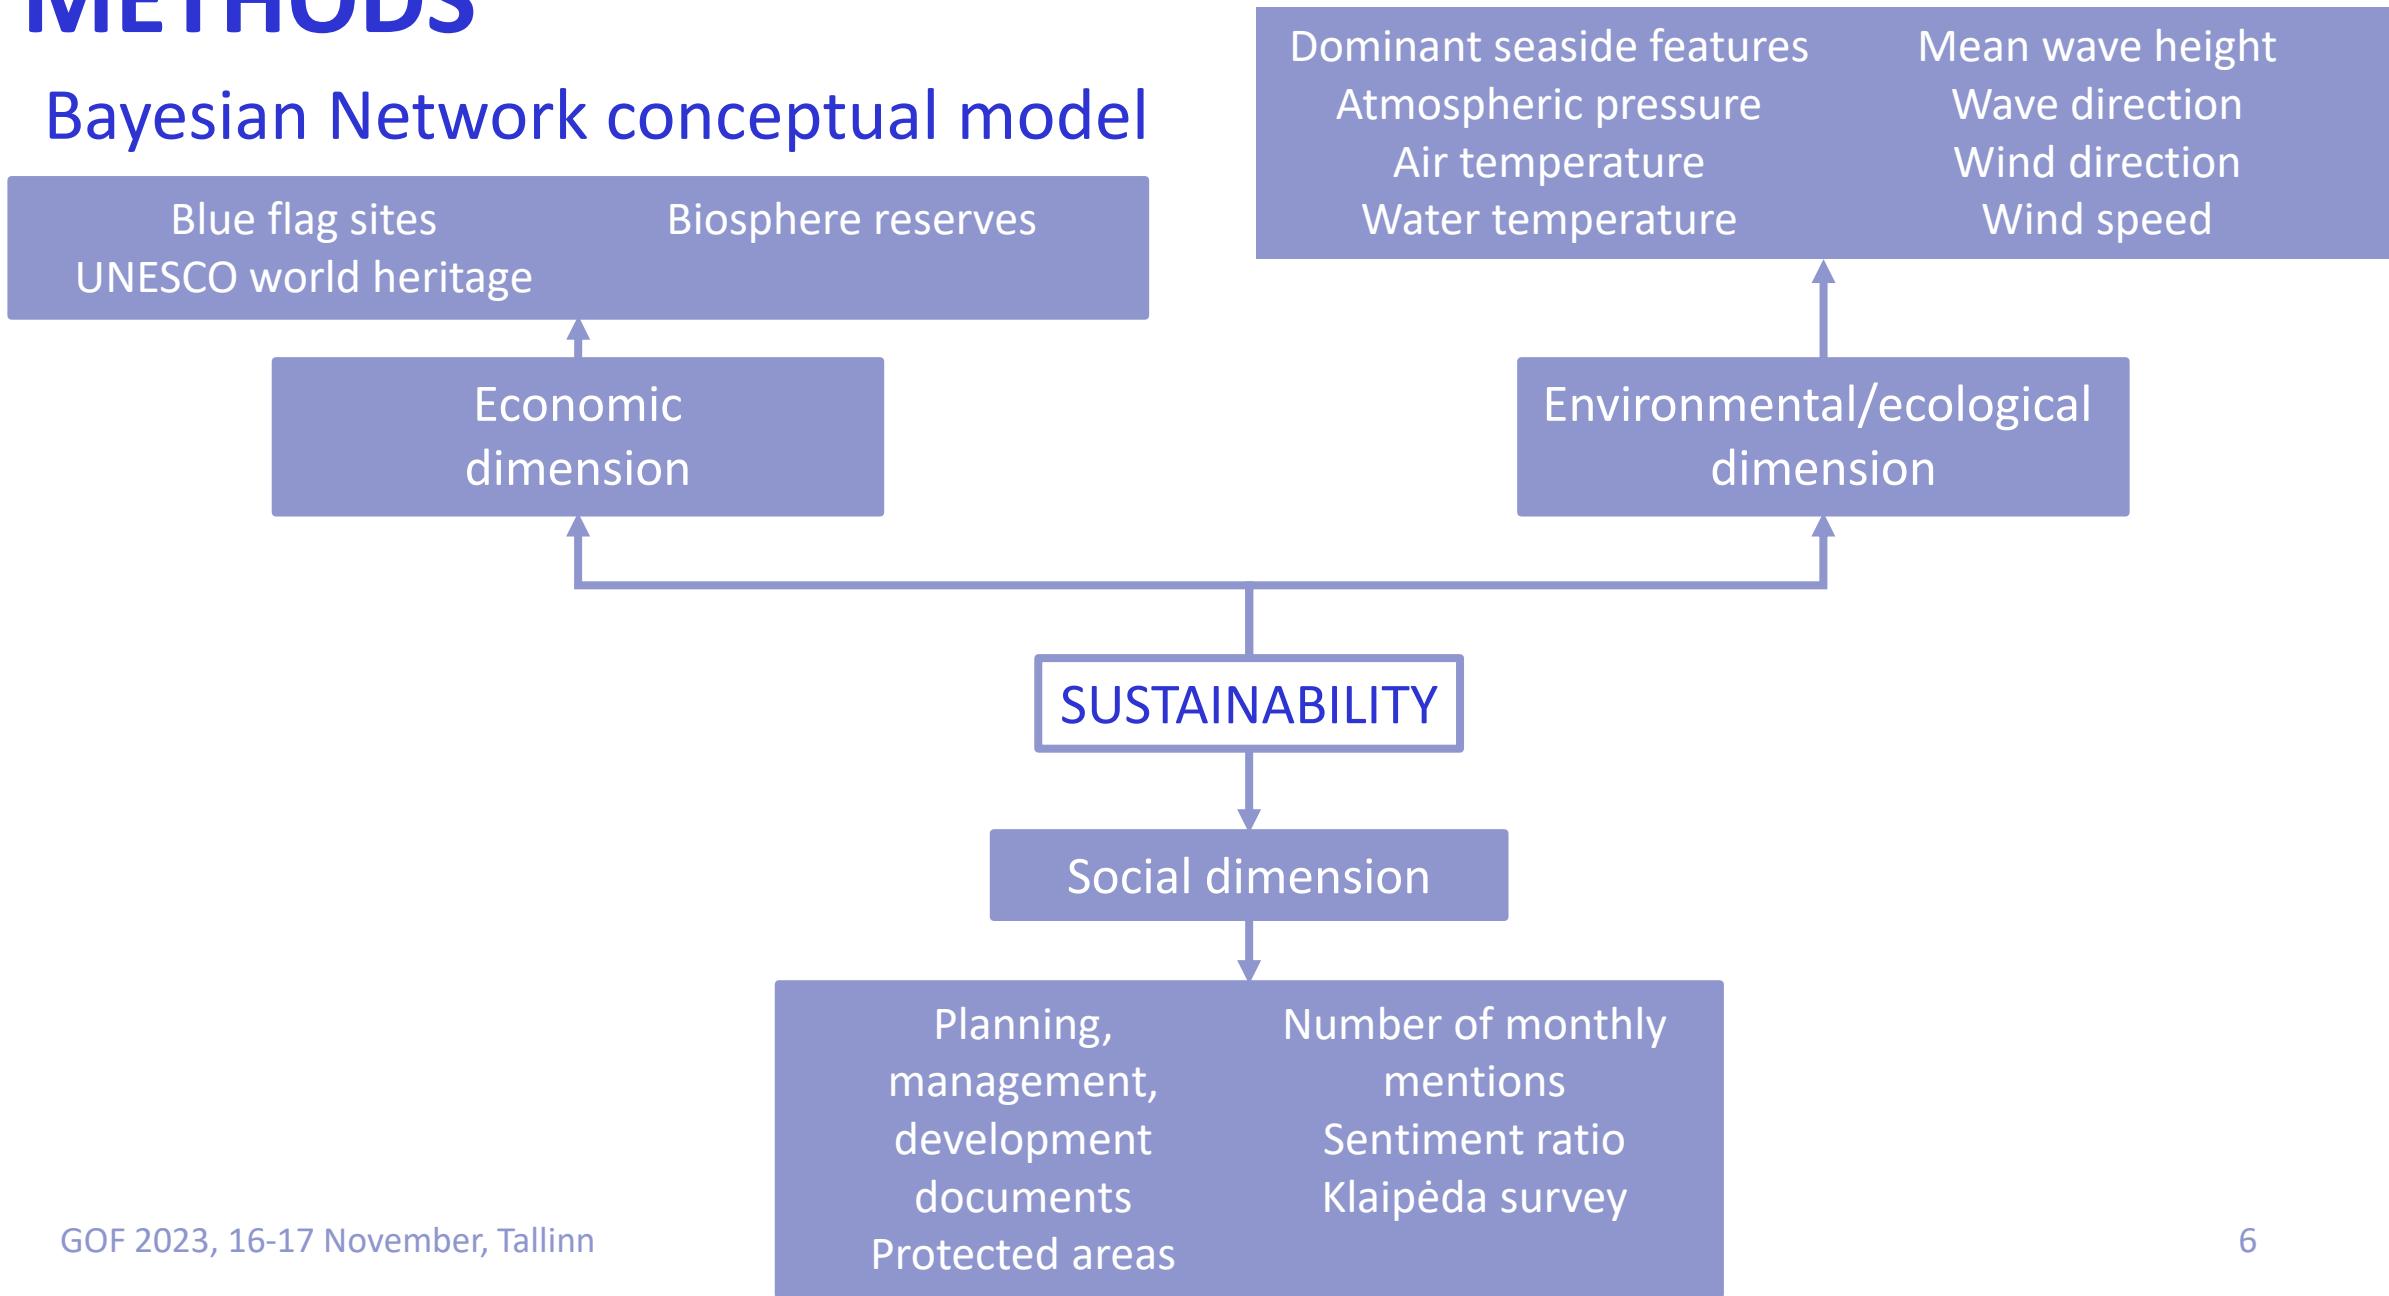 METHODS
Bayesian Network conceptual model
Blue flag sites
UNESCO world heritage
Biosphere reserves
Dominant seaside features
Atmospheric pressure
Air temperature
Water temperature
Mean wave height
Wave direction
Wind direction
Wind speed
Economic
dimension
Environmental/ecological
dimension
SUSTAINABILITY
Social dimension
Planning,
management,
development
documents
Protected areas
Number of monthly
mentions
Sentiment ratio
Klaipėda survey
GOF 2023, 16-17 November, Tallinn
6